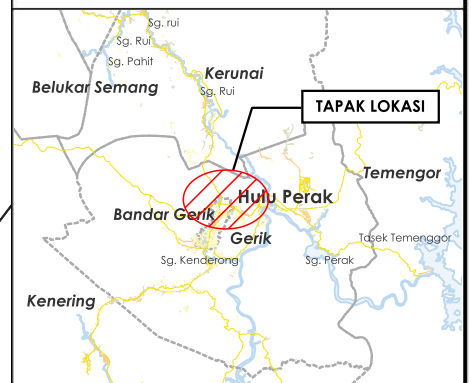 Sg. rui
Sg. Rui
Sg. Pahit
Kerunai
Belukar Semang
Sg. Rui
TAPAK LOKASI
Temengor
Hulu Perak
Bandar Gerik
Gerik
Tasek Temenggor
Sg. Kenderong
Sg. Perak
Kenering